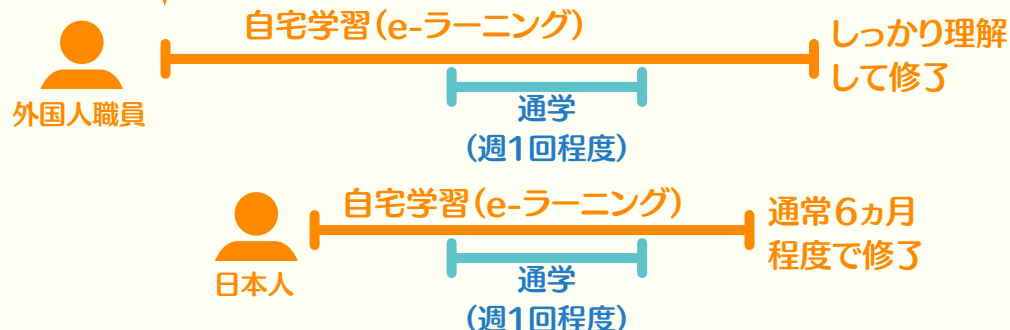 自宅学習（e-ラーニング）
しっかり理解
して修了
外国人職員
通学
（週1回程度）
自宅学習（e-ラーニング）
通常6ヵ月
程度で修了
日本人
通学
（週1回程度）